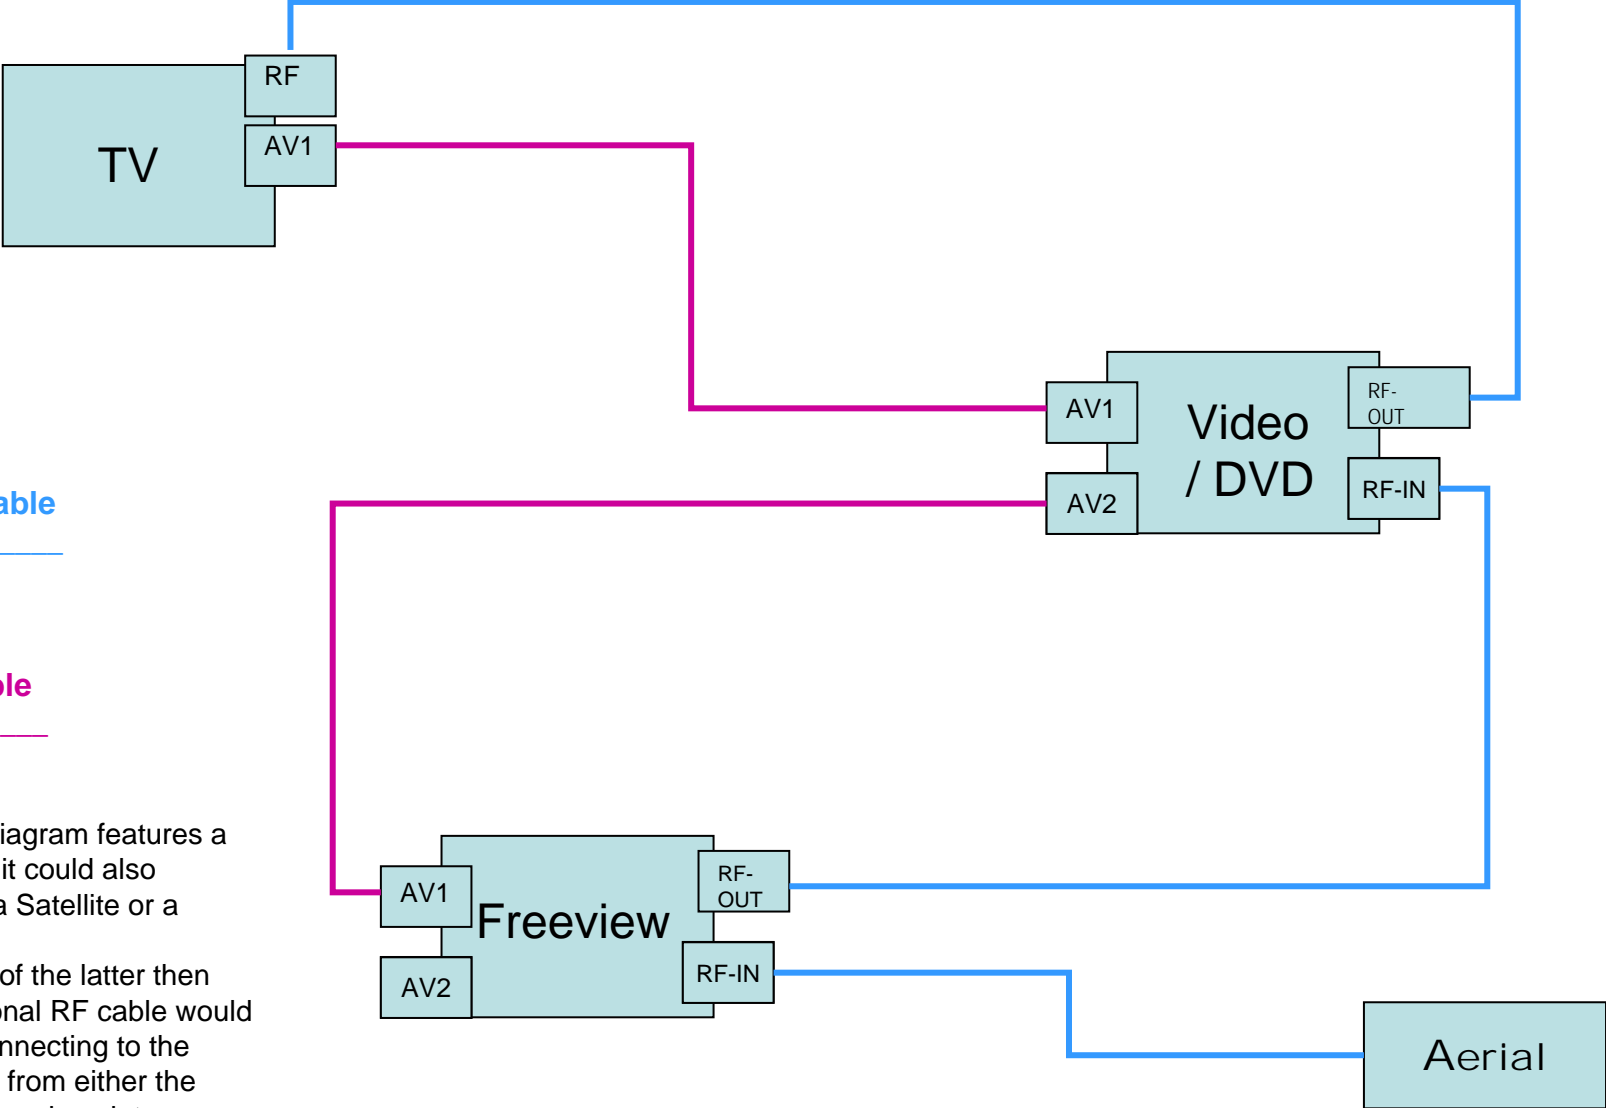 RF
TV
AV1
AV1
Video
/ DVD
RF-
OUT
AV2
RF-IN
able
ble
iagram features a
it could also
a Satellite or a
of the latter then
onal RF cable would
nnecting to the
from either the
AV1
Freeview
RF-
OUT
AV2
RF-IN
Aerial